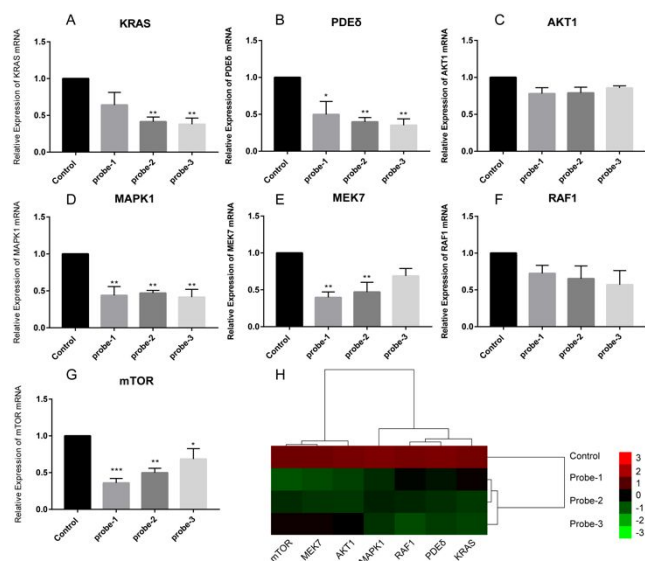 A KRAS
Relative Expression of KRAS mRNA
1.5
1.0
0.5
0.0
**
**
Control
probe-1
probe-2
probe-3
B PDEδ
Relative Expression of PDEδ mRNA
1.5
1.0
0.5
0.0
*
**
**
Control
probe-1
probe-2
probe-3
C AKT1
Relative Expression of AKT1 mRNA
1.5
1.0
0.5
0.0
Control
probe-1
probe-2
probe-3
D MAPK1
Relative Expression of MAPK1 mRNA
1.5
1.0
0.5
0.0
**
**
**
Control
probe-1
probe-2
probe-3
E MEK7
Relative Expression of MEK7 mRNA
1.5
1.0
0.5
0.0
**
**
Control
probe-1
probe-2
probe-3
F RAF1
Relative Expression of RAF1 mRNA
1.5
1.0
0.5
0.0
Control
probe-1
probe-2
probe-3
G mTOR
Relative Expression of mTOR mRNA
1.5
1.0
0.5
0.0
***
**
*
Control
probe-1
probe-2
probe-3
H
Control
Probe-1
Probe-2
Probe-3
mTOR
MEK7
AKT1
MAPK1
RAF1
PDEδ
KRAS
3
2
1
0
-1
-2
-3